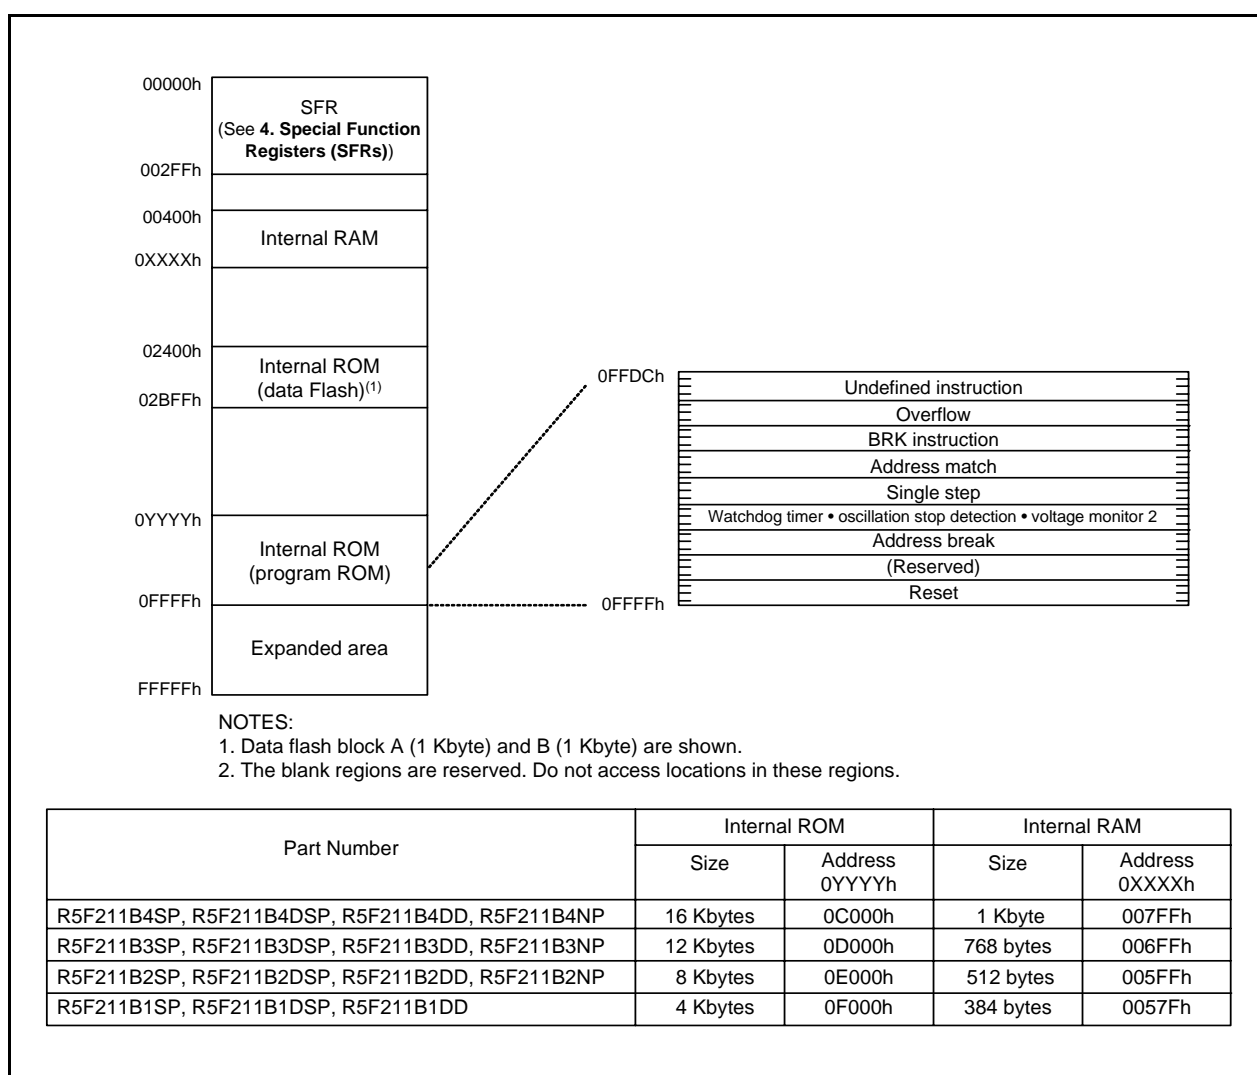 00000h
SFR
(See 4. Special Function
Registers (SFRs))
002FFh
00400h
Internal RAM
0XXXXh
02400h
Internal ROM
(data Flash)(1)
02BFFh
0YYYYh
Internal ROM
(program ROM)
0FFFFh
Expanded area
FFFFFh
0FFDCh
Undefined instruction
Overflow
BRK instruction
Address match
Single step
Watchdog timer • oscillation stop detection • voltage monitor 2
Address break
(Reserved)
Reset
0FFFFh
NOTES:
1. Data flash block A (1 Kbyte) and B (1 Kbyte) are shown.
2. The blank regions are reserved. Do not access locations in these regions.
Part Number Internal ROM Internal RAM
Size Address 0YYYYh Size Address 0XXXXh
R5F211B4SP, R5F211B4DSP, R5F211B4DD, R5F211B4NP 16 Kbytes 0C000h 1 Kbyte 007FFh
R5F211B3SP, R5F211B3DSP, R5F211B3DD, R5F211B3NP 12 Kbytes 0D000h 768 bytes 006FFh
R5F211B2SP, R5F211B2DSP, R5F211B2DD, R5F211B2NP 8 Kbytes 0E000h 512 bytes 005FFh
R5F211B1SP, R5F211B1DSP, R5F211B1DD 4 Kbytes 0F000h 384 bytes 0057Fh